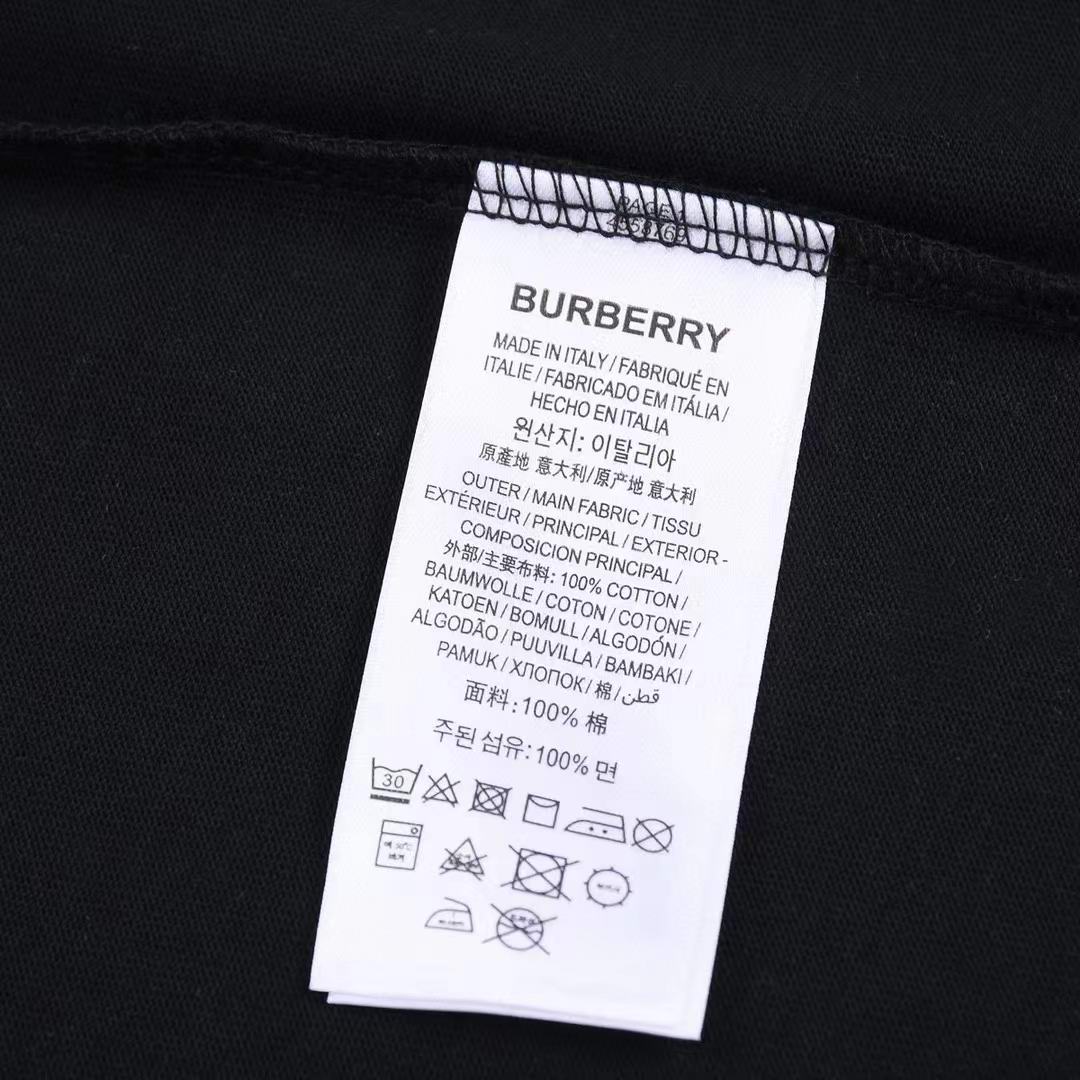 BURBERRY
MADE IN ITALY / FABRIQUÉ EN
ITALIE / FABRICADO EM ITÁLIA /
HECHO EN ITALIA
원산지: 이탈리아
原產地 意大利/原产地 意大利
OUTER / MAIN FABRIC / TISSU
EXTÉRIEUR / PRINCIPAL / EXTERIOR -
COMPOSICION PRINCIPAL /
外部/主要布料: 100% COTTON /
BAUMWOLLE / COTON / COTONE /
KATOEN / BOMULL / ALGODÓN /
ALGODÃO / PUUVILLA / BAMBAKI /
PAMUK / ХЛОПОК / 棉 / قطن
面料:100% 棉
주된 섬유:100% 면
30